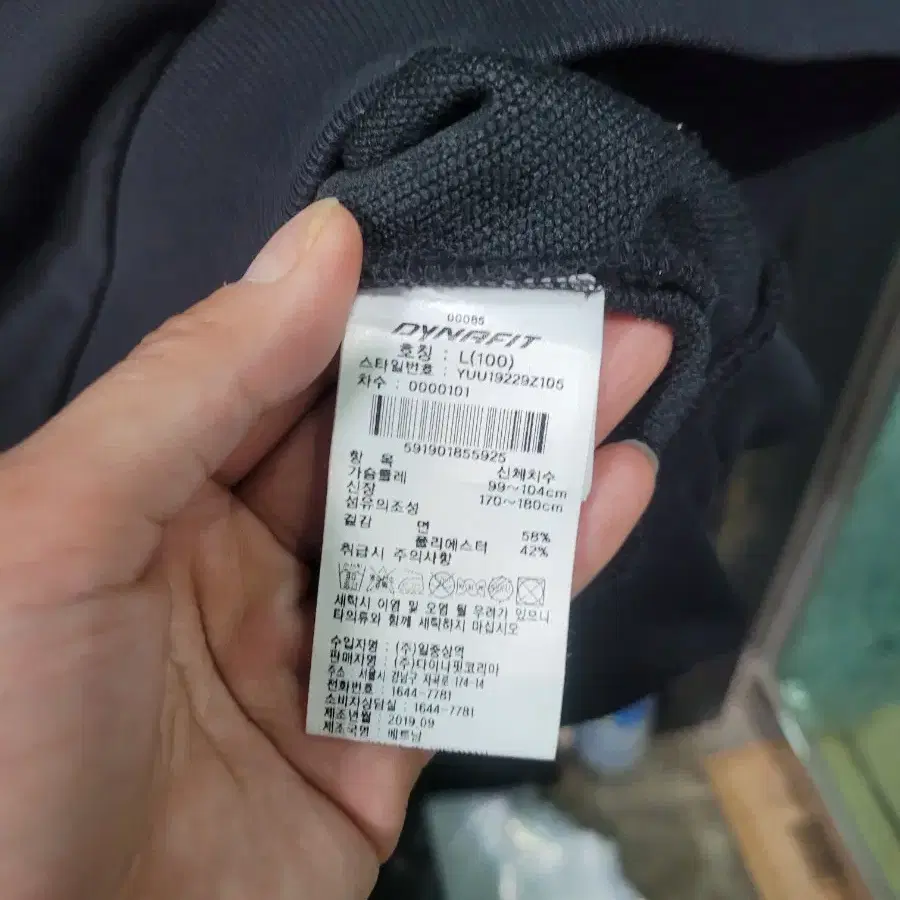 00085
DYNAFIT
호칭 : L(100)
스타일번호 : YUU19229Z105
차수 : 0000101
591901855925
항 목 신체치수
가슴둘레 99~104cm
신장 170~180cm
섬유의조성
겉감 면 58%
폴리에스터 42%
취급시 주의사항
세탁시 이염 및 오염 될 우려가 있으니
타의류와 함께 세탁하지 마십시오
수입자명 : (주)일중상역
판매자명 : (주)다이나핏코리아
주소 : 서울시 강남구 자곡로 174-14
전화번호 : 1644-7781
소비자상담실 : 1644-7781
제조년월 : 2019.09
제조국명 : 베트남